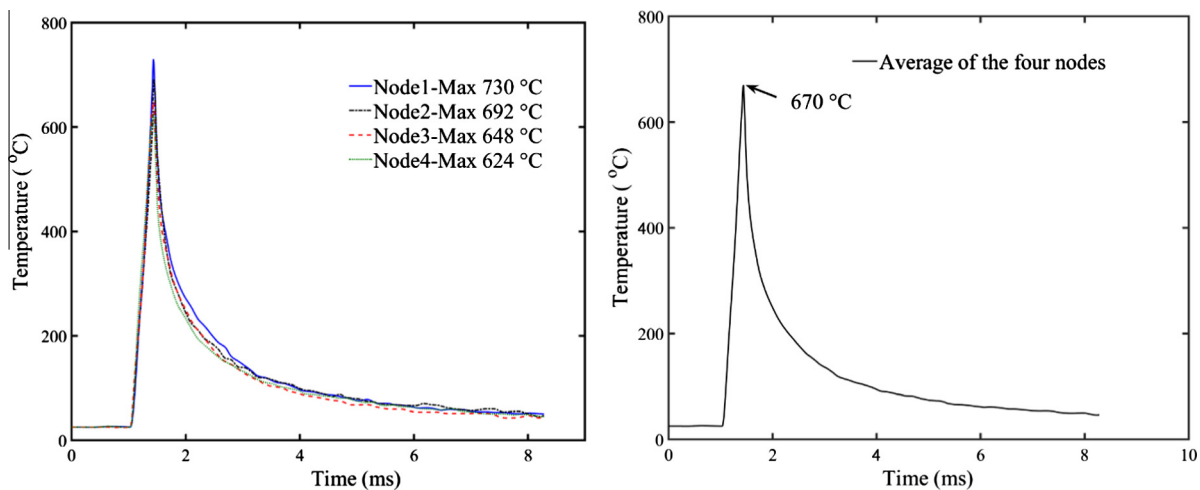 800
600
400
200
0
0
2
4
6
8
Temperature ( °C)
Time (ms)
Node1-Max 730 °C
Node2-Max 692 °C
Node3-Max 648 °C
Node4-Max 624 °C
800
600
400
200
0
0
2
4
6
8
10
Temperature ( °C)
Time (ms)
Average of the four nodes
670 °C